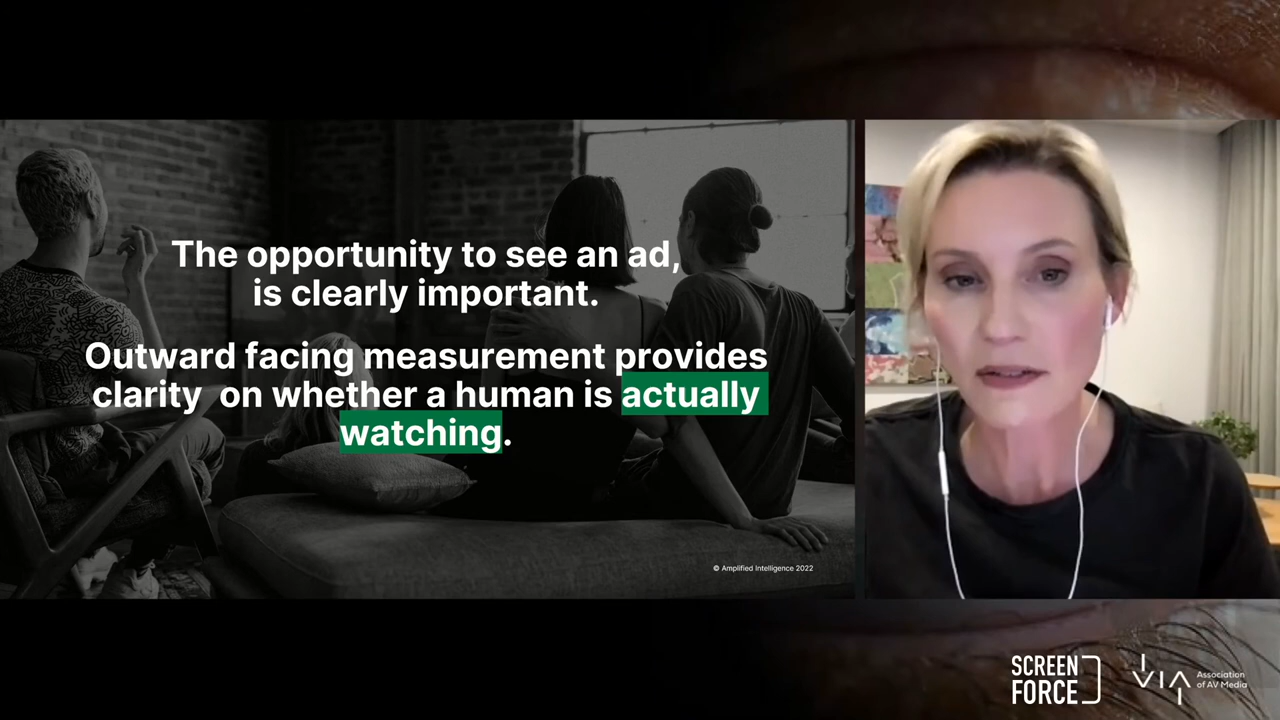 The opportunity to see an ad,
is clearly important.
Outward facing measurement provides
clarity on whether a human is actually
watching.
© Amplified Intelligence 2022
SCREEN
FORCE
VIA
Association
of AV Media